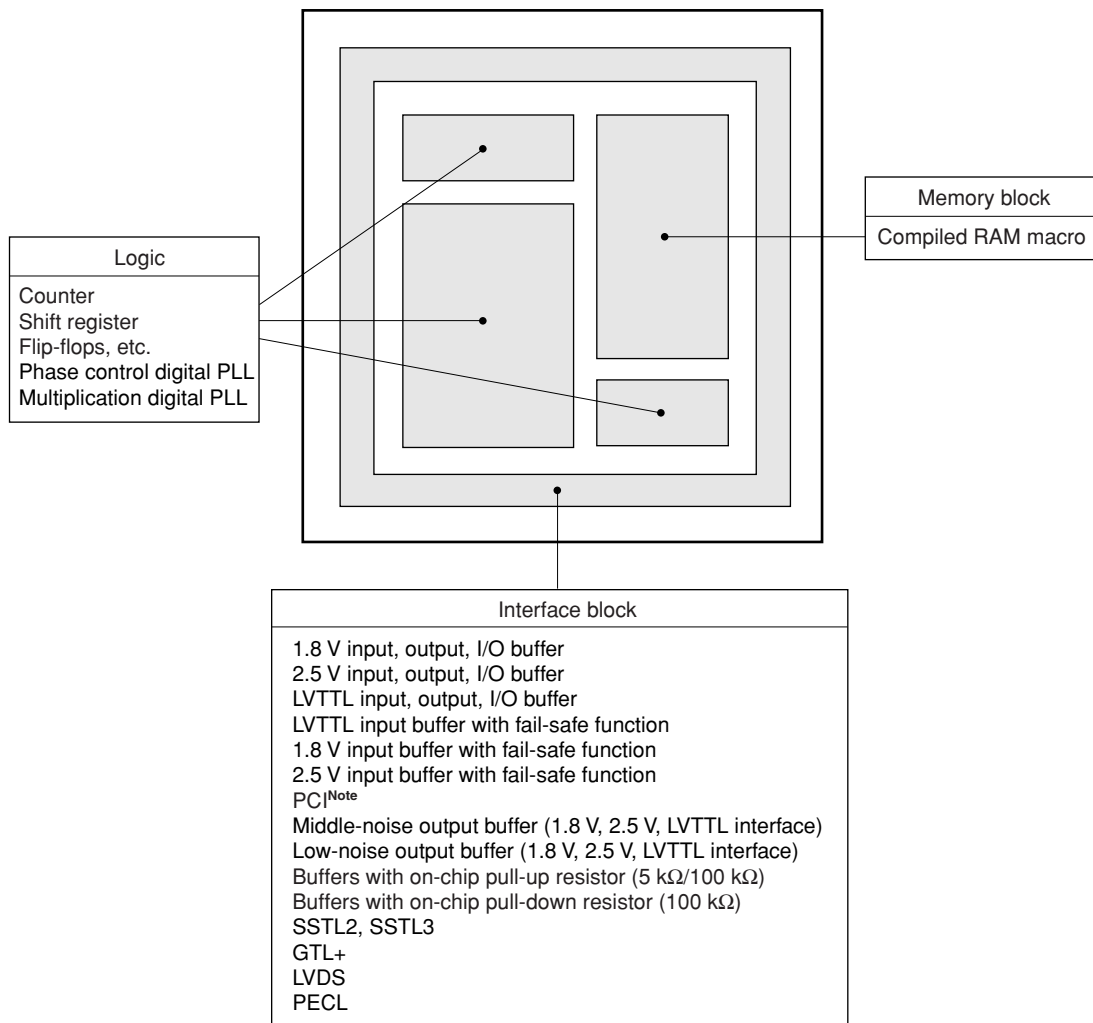 Memory block
Compiled RAM macro
Logic
Counter
Shift register
Flip-flops, etc.
Phase control digital PLL
Multiplication digital PLL
Interface block
1.8 V input, output, I/O buffer
2.5 V input, output, I/O buffer
LVTTL input, output, I/O buffer
LVTTL input buffer with fail-safe function
1.8 V input buffer with fail-safe function
2.5 V input buffer with fail-safe function
PCINote
Middle-noise output buffer (1.8 V, 2.5 V, LVTTL interface)
Low-noise output buffer (1.8 V, 2.5 V, LVTTL interface)
Buffers with on-chip pull-up resistor (5 kΩ/100 kΩ)
Buffers with on-chip pull-down resistor (100 kΩ)
SSTL2, SSTL3
GTL+
LVDS
PECL